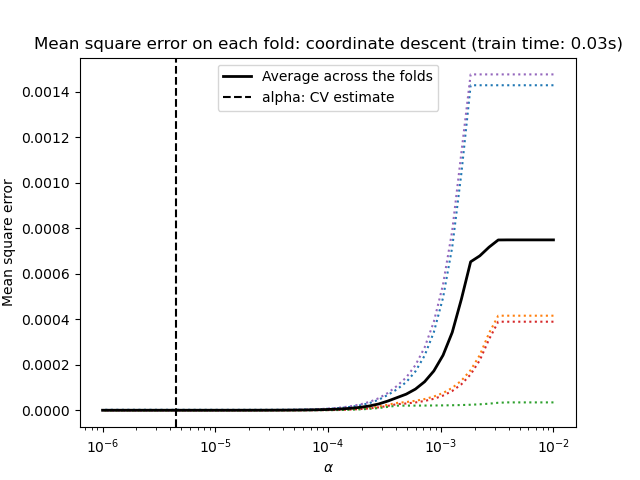 Mean square error on each fold: coordinate descent (train time: 0.03s)
Average across the folds
alpha: CV estimate
Mean square error
0.0014
0.0012
0.0010
0.0008
0.0006
0.0004
0.0002
0.0000
10⁻⁶ 10⁻⁵ 10⁻⁴ 10⁻³ 10⁻²
α